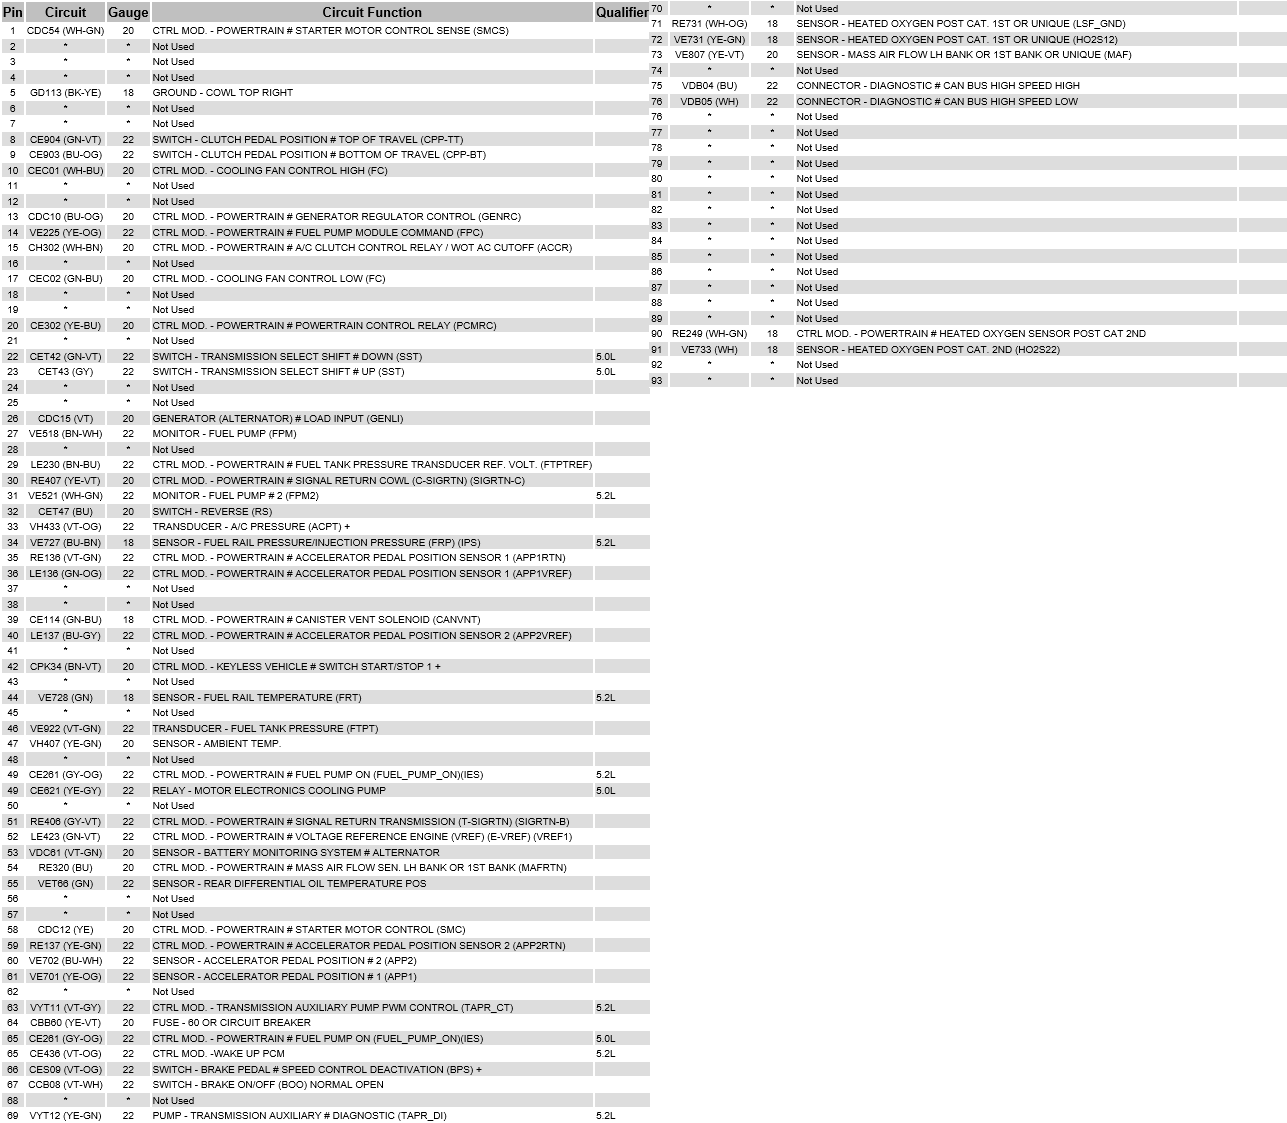 Pin Circuit Gauge Circuit Function Qualifier
1 CDC54 (WH-GN) 20 CTRL MOD. - POWERTRAIN # STARTER MOTOR CONTROL SENSE (SMCS)
2 * * Not Used
3 * * Not Used
4 * * Not Used
5 GD113 (BK-YE) 18 GROUND - COWL TOP RIGHT
6 * * Not Used
7 * * Not Used
8 CE904 (GN-VT) 22 SWITCH - CLUTCH PEDAL POSITION # TOP OF TRAVEL (CPP-TT)
9 CE903 (BU-OG) 22 SWITCH - CLUTCH PEDAL POSITION # BOTTOM OF TRAVEL (CPP-BT)
10 CEC01 (WH-BU) 20 CTRL MOD. - COOLING FAN CONTROL HIGH (FC)
11 * * Not Used
12 * * Not Used
13 CDC10 (BU-OG) 20 CTRL MOD. - POWERTRAIN # GENERATOR REGULATOR CONTROL (GENRC)
14 VE225 (YE-OG) 22 CTRL MOD. - POWERTRAIN # FUEL PUMP MODULE COMMAND (FPC)
15 CH302 (WH-BN) 20 CTRL MOD. - POWERTRAIN # A/C CLUTCH CONTROL RELAY / WOT AC CUTOFF (ACCR)
16 * * Not Used
17 CEC02 (GN-BU) 20 CTRL MOD. - COOLING FAN CONTROL LOW (FC)
18 * * Not Used
19 * * Not Used
20 CE302 (YE-BU) 20 CTRL MOD. - POWERTRAIN # POWERTRAIN CONTROL RELAY (PCMRC)
21 * * Not Used
22 CET42 (GN-VT) 22 SWITCH - TRANSMISSION SELECT SHIFT # DOWN (SST) 5.0L
23 CET43 (GY) 22 SWITCH - TRANSMISSION SELECT SHIFT # UP (SST) 5.0L
24 * * Not Used
25 * * Not Used
26 CDC15 (VT) 20 GENERATOR (ALTERNATOR) # LOAD INPUT (GENLI)
27 VE518 (BN-WH) 22 MONITOR - FUEL PUMP (FPM)
28 * * Not Used
29 LE230 (BN-BU) 22 CTRL MOD. - POWERTRAIN # FUEL TANK PRESSURE TRANSDUCER REF. VOLT. (FTPTREF)
30 RE407 (YE-VT) 20 CTRL MOD. - POWERTRAIN # SIGNAL RETURN COWL (C-SIGRTN) (SIGRTN-C)
31 VE521 (WH-GN) 22 MONITOR - FUEL PUMP # 2 (FPM2) 5.2L
32 CET47 (BU) 20 SWITCH - REVERSE (RS)
33 VH433 (VT-OG) 22 TRANSDUCER - A/C PRESSURE (ACPT) +
34 VE727 (BU-BN) 18 SENSOR - FUEL RAIL PRESSURE/INJECTION PRESSURE (FRP) (IPS) 5.2L
35 RE136 (VT-GN) 22 CTRL MOD. - POWERTRAIN # ACCELERATOR PEDAL POSITION SENSOR 1 (APP1RTN)
36 LE136 (GN-OG) 22 CTRL MOD. - POWERTRAIN # ACCELERATOR PEDAL POSITION SENSOR 1 (APP1VREF)
37 * * Not Used
38 * * Not Used
39 CE114 (GN-BU) 18 CTRL MOD. - POWERTRAIN # CANISTER VENT SOLENOID (CANVNT)
40 LE137 (BU-GY) 22 CTRL MOD. - POWERTRAIN # ACCELERATOR PEDAL POSITION SENSOR 2 (APP2VREF)
41 * * Not Used
42 CPK34 (BN-VT) 20 CTRL MOD. - KEYLESS VEHICLE # SWITCH START/STOP 1 +
43 * * Not Used
44 VE728 (GN) 18 SENSOR - FUEL RAIL TEMPERATURE (FRT) 5.2L
45 * * Not Used
46 VE922 (VT-GN) 22 TRANSDUCER - FUEL TANK PRESSURE (FTPT)
47 VH407 (YE-GN) 20 SENSOR - AMBIENT TEMP.
48 * * Not Used
49 CE261 (GY-OG) 22 CTRL MOD. - POWERTRAIN # FUEL PUMP ON (FUEL_PUMP_ON)(IES) 5.2L
49 CE621 (YE-GY) 22 RELAY - MOTOR ELECTRONICS COOLING PUMP 5.0L
50 * * Not Used
51 RE406 (GY-VT) 22 CTRL MOD. - POWERTRAIN # SIGNAL RETURN TRANSMISSION (T-SIGRTN) (SIGRTN-B)
52 LE423 (GN-VT) 22 CTRL MOD. - POWERTRAIN # VOLTAGE REFERENCE ENGINE (VREF) (E-VREF) (VREF1)
53 VDC61 (VT-GN) 20 SENSOR - BATTERY MONITORING SYSTEM # ALTERNATOR
54 RE320 (BU) 20 CTRL MOD. - POWERTRAIN # MASS AIR FLOW SEN. LH BANK OR 1ST BANK (MAFRTN)
55 VET66 (GN) 22 SENSOR - REAR DIFFERENTIAL OIL TEMPERATURE POS
56 * * Not Used
57 * * Not Used
58 CDC12 (YE) 20 CTRL MOD. - POWERTRAIN # STARTER MOTOR CONTROL (SMC)
59 RE137 (YE-GN) 22 CTRL MOD. - POWERTRAIN # ACCELERATOR PEDAL POSITION SENSOR 2 (APP2RTN)
60 VE702 (BU-WH) 22 SENSOR - ACCELERATOR PEDAL POSITION # 2 (APP2)
61 VE701 (YE-OG) 22 SENSOR - ACCELERATOR PEDAL POSITION # 1 (APP1)
62 * * Not Used
63 VYT11 (VT-GY) 22 CTRL MOD. - TRANSMISSION AUXILIARY PUMP PWM CONTROL (TAPR_CT) 5.2L
64 CBB60 (YE-VT) 20 FUSE - 60 OR CIRCUIT BREAKER
65 CE261 (GY-OG) 22 CTRL MOD. - POWERTRAIN # FUEL PUMP ON (FUEL_PUMP_ON)(IES) 5.0L
65 CE436 (VT-OG) 22 CTRL MOD. -WAKE UP PCM 5.2L
66 CES09 (VT-OG) 22 SWITCH - BRAKE PEDAL # SPEED CONTROL DEACTIVATION (BPS) +
67 CCB08 (VT-WH) 22 SWITCH - BRAKE ON/OFF (BOO) NORMAL OPEN
68 * * Not Used
69 VYT12 (YE-GN) 22 PUMP - TRANSMISSION AUXILIARY # DIAGNOSTIC (TAPR_DI) 5.2L
70 * * Not Used
71 RE731 (WH-OG) 18 SENSOR - HEATED OXYGEN POST CAT. 1ST OR UNIQUE (LSF_GND)
72 VE731 (YE-GN) 18 SENSOR - HEATED OXYGEN POST CAT. 1ST OR UNIQUE (HO2S12)
73 VE807 (YE-VT) 20 SENSOR - MASS AIR FLOW LH BANK OR 1ST BANK OR UNIQUE (MAF)
74 * * Not Used
75 VDB04 (BU) 22 CONNECTOR - DIAGNOSTIC # CAN BUS HIGH SPEED HIGH
76 VDB05 (WH) 22 CONNECTOR - DIAGNOSTIC # CAN BUS HIGH SPEED LOW
76 * * Not Used
77 * * Not Used
78 * * Not Used
79 * * Not Used
80 * * Not Used
81 * * Not Used
82 * * Not Used
83 * * Not Used
84 * * Not Used
85 * * Not Used
86 * * Not Used
87 * * Not Used
88 * * Not Used
89 * * Not Used
90 RE249 (WH-GN) 18 CTRL MOD. - POWERTRAIN # HEATED OXYGEN SENSOR POST CAT 2ND
91 VE733 (WH) 18 SENSOR - HEATED OXYGEN POST CAT. 2ND (HO2S22)
92 * * Not Used
93 * * Not Used